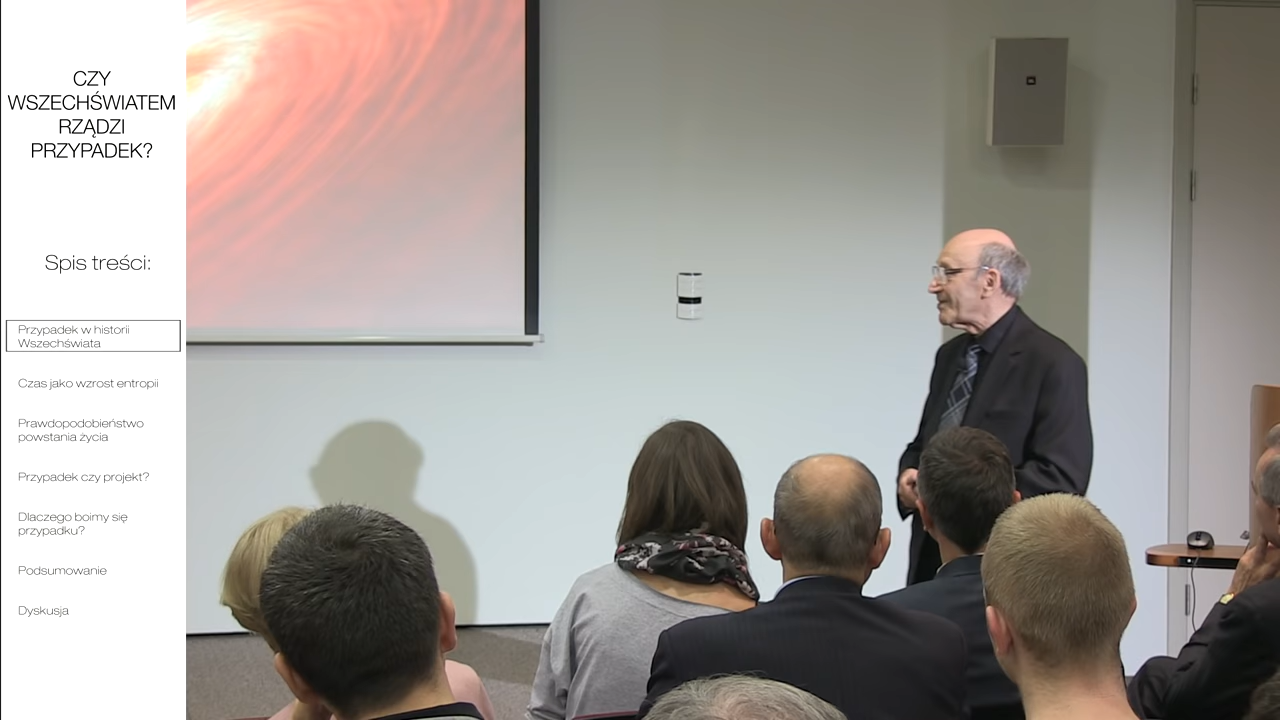 CZY
WSZECHŚWIATEM
RZĄDZI
PRZYPADEK?
Spis treści:
Przypadek w historii
Wszechświata
Czas jako wzrost entropii
Prawdopodobieństwo
powstania życia
Przypadek czy projekt?
Dlaczego boimy się
przypadku?
Podsumowanie
Dyskusja